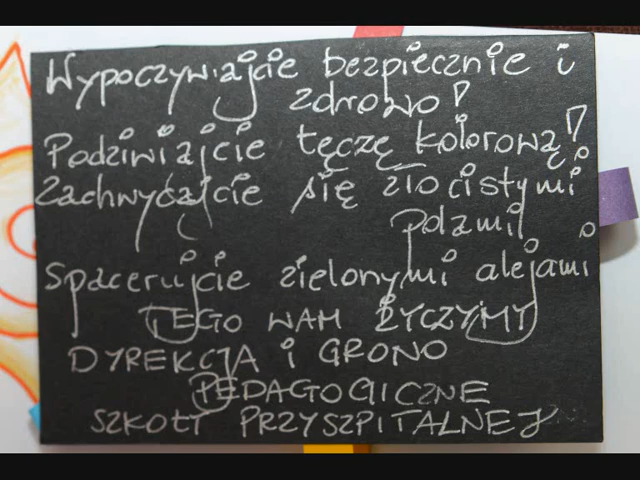 Wypoczywajcie bezpiecznie i
zdrowo!
Podziwiajcie tęczę kolorową!
Zachwycajcie się złocistymi
polami
Spacerujcie zielonymi alejami
TEGO WAM ŻYCZYMY
DYREKCJA i GRONO
PEDAGOGICZNE
SZKOŁY PRZYSZPITALNEJ